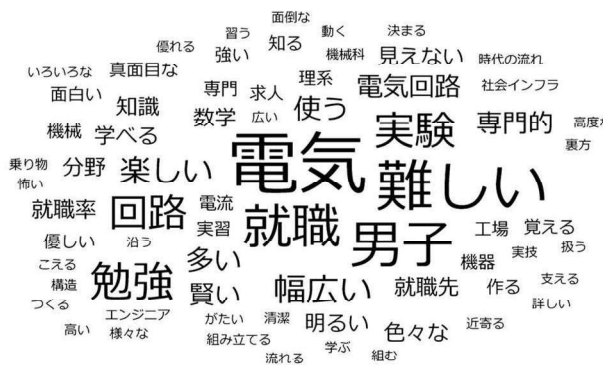 面倒な
習う 動く 決まる
優れる 強い 知る 機械科 見えない 時代の流れ
いろいろな 真面目な 理系 電気回路 社会インフラ
面白い 知識 専門 求人 使う 実験 専門的
機械 学べる 数学 広い 電気 難しい 裏方
乗り物 分野 楽しい
怖い
就職率 回路 電流 就職 男子 工場 覚える
優しい 沿う 実習 多い 機器 実技 扱う
こえる 勉強 賢い 幅広い 就職先 作る 支える
構造 詳しい
つくる エンジニア がたい 清潔 明るい 色々な 近寄る
高い 様々な 組み立てる 学ぶ
流れる 組む